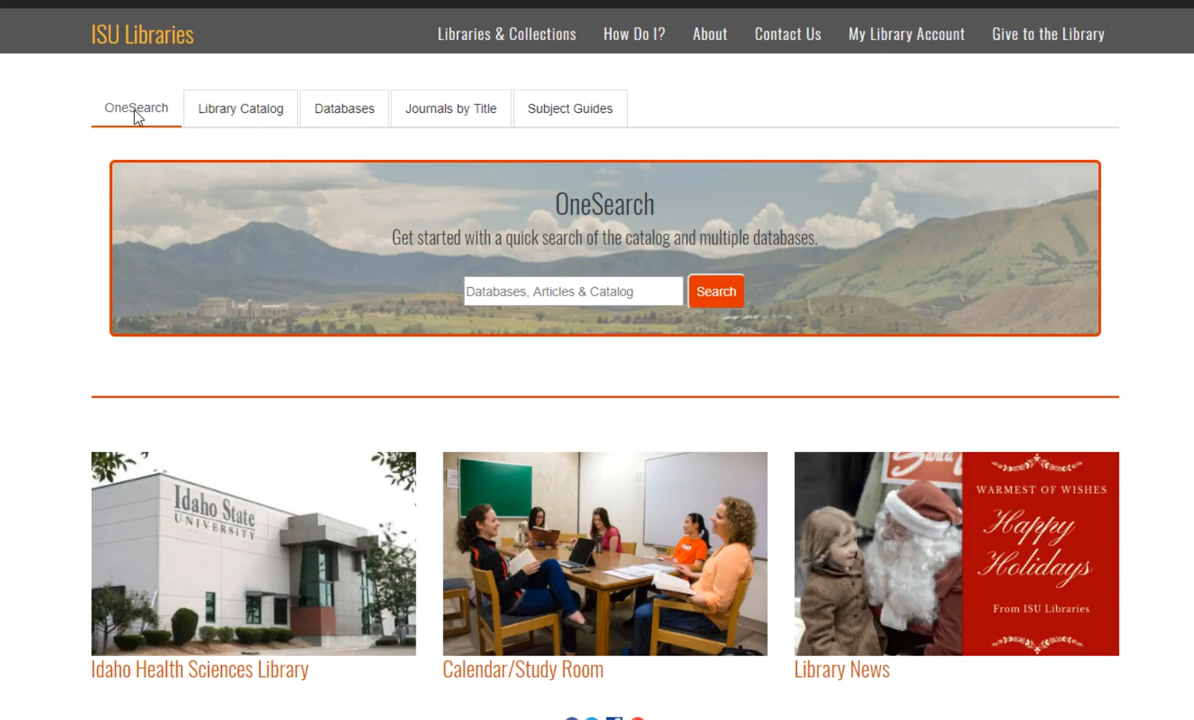 ISU Libraries
Libraries & Collections How Do I? About Contact Us My Library Account Give to the Library
OneSearch Library Catalog Databases Journals by Title Subject Guides
OneSearch
Get started with a quick search of the catalog and multiple databases.
Databases, Articles & Catalog Search
Idaho State
UNIVERSITY
WARMEST OF WISHES
Happy
Holidays
From ISU Libraries
Idaho Health Sciences Library Calendar/Study Room Library News